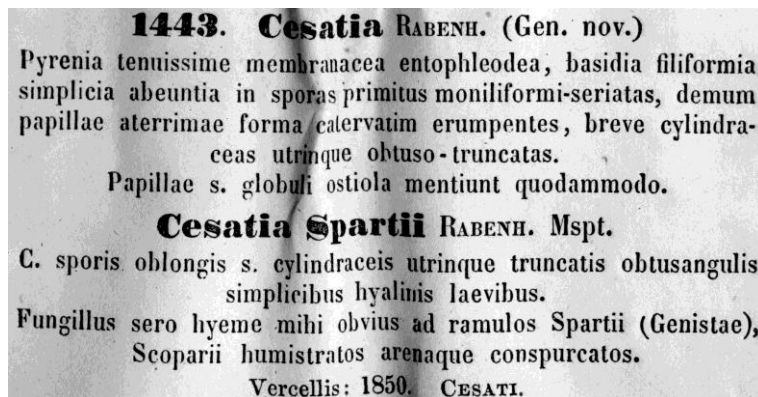 1443. Cesatia RABENH. (Gen. nov.)
Pyrenia tenuissime membranacea entophleodea, basidia filiformia
simplicia abeuntia in sporas primitus moniliformi-seriatas, demum
papillae aterrimae forma catervatim erumpentes, breve cylindra-
ceas utrinque obtuso-truncatas.
Papillae s. globuli ostiola mentiunt quodammodo.
Cesatia Spartii RABENH. Mspt.
C. sporis oblongis s. cylindraceis utrinque truncatis obtusangulis
simplicibus hyalinis laevibus.
Fungillus sero hyeme mihi obvius ad ramulos Spartii (Genistae),
Scoparii humistratos arenaque conspurcatos.
Vercellis: 1850. CESATI.